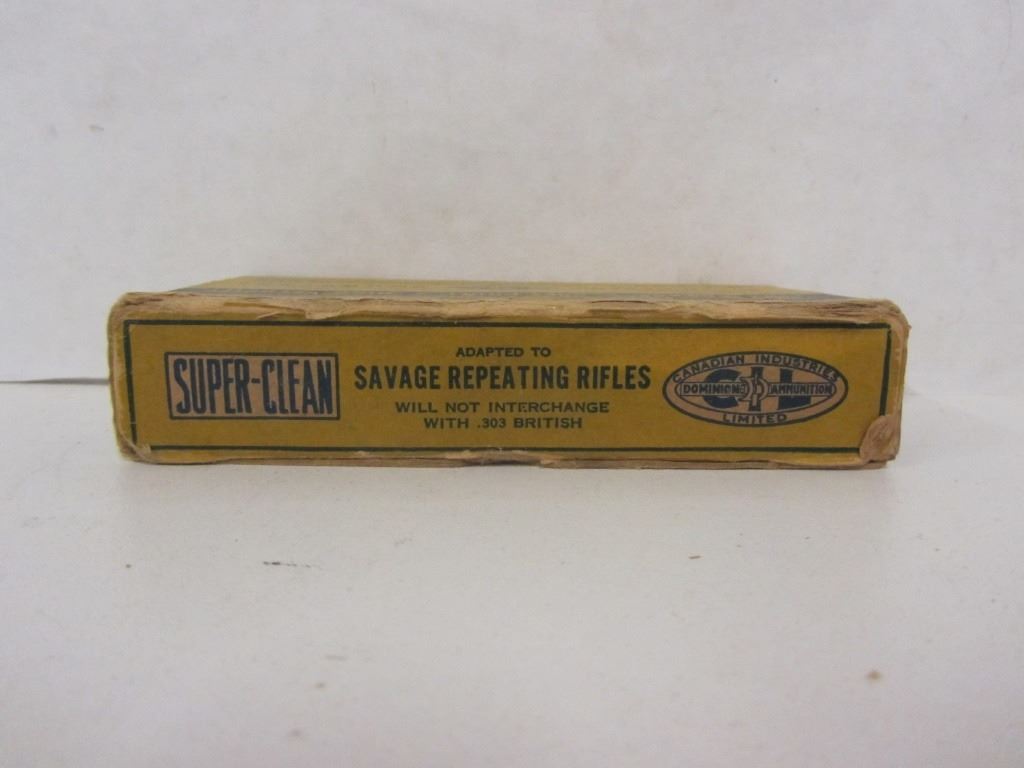 SUPER-CLEAN
ADAPTED TO
SAVAGE REPEATING RIFLES
WILL NOT INTERCHANGE
WITH .303 BRITISH
CANADIAN INDUSTRIES
CIL
DOMINION AMMUNITION
LIMITED